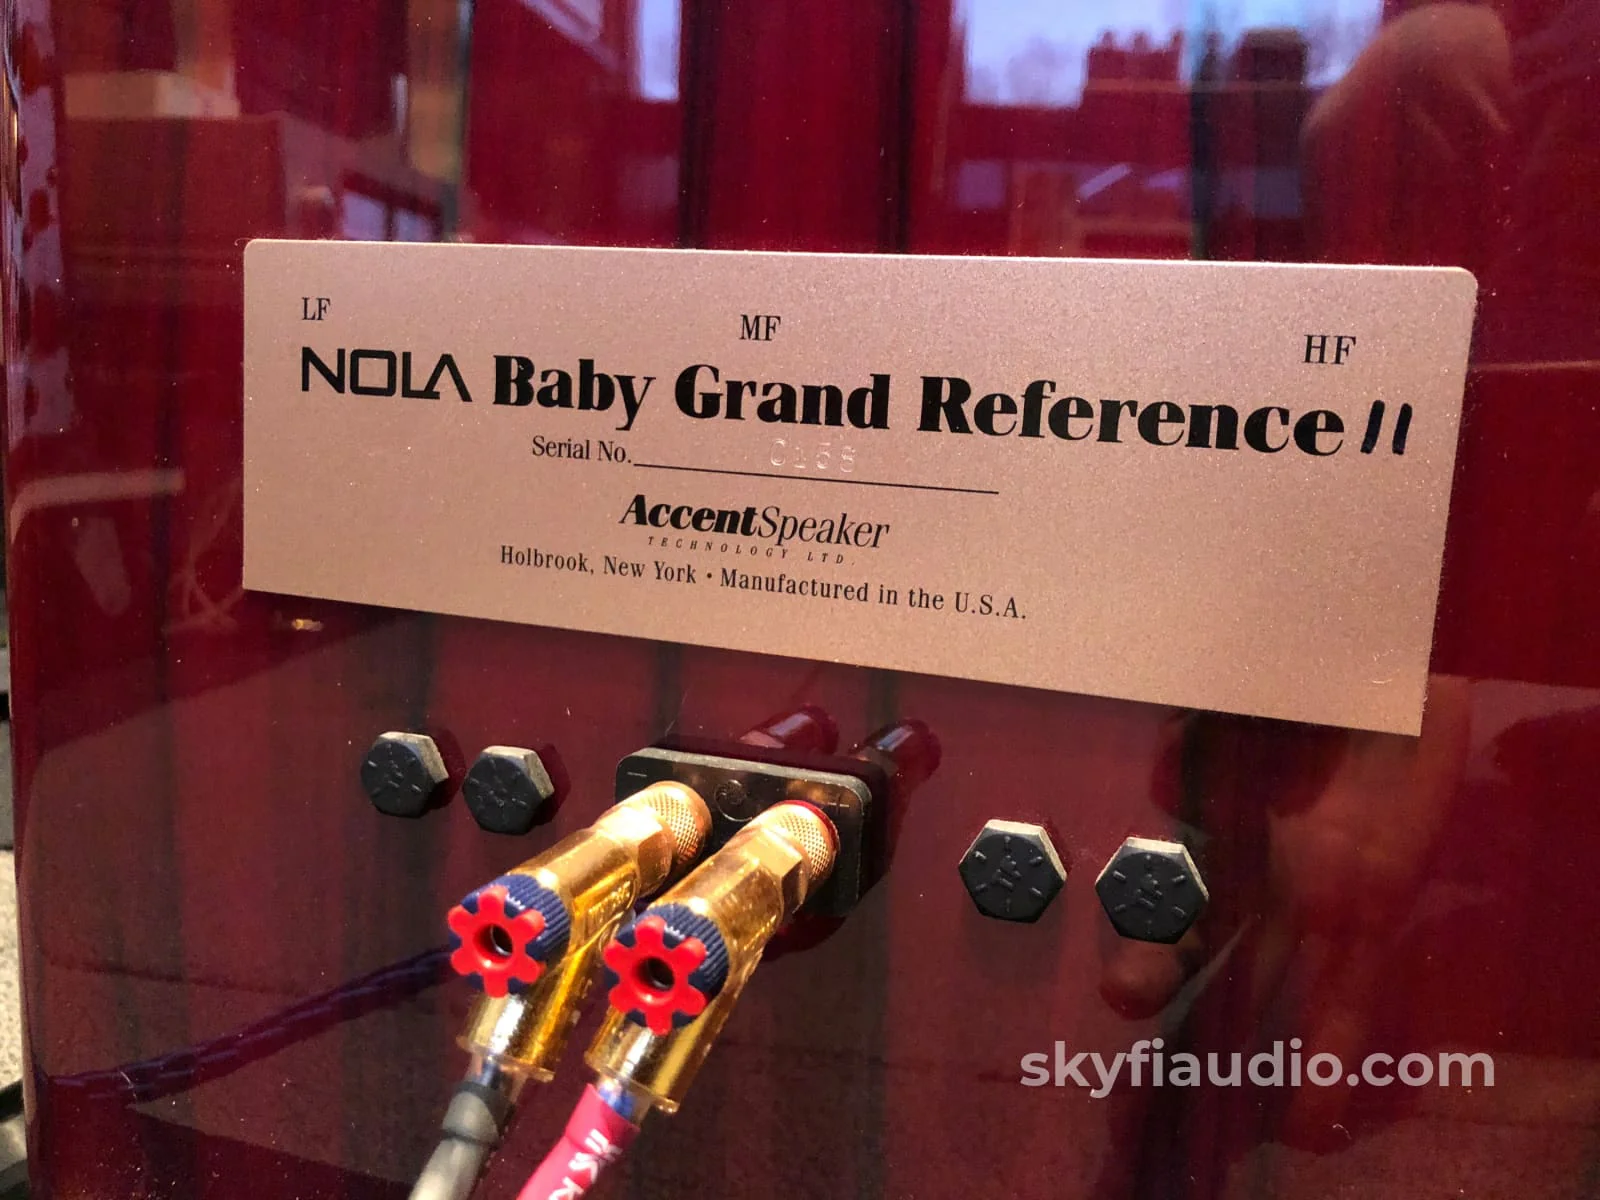 LF MF HF
NOLA Baby Grand Reference II
Serial No. C158
AccentSpeaker
TECHNOLOGY LTD.
Holbrook, New York • Manufactured in the U.S.A.
- +
skyfiaudio.com